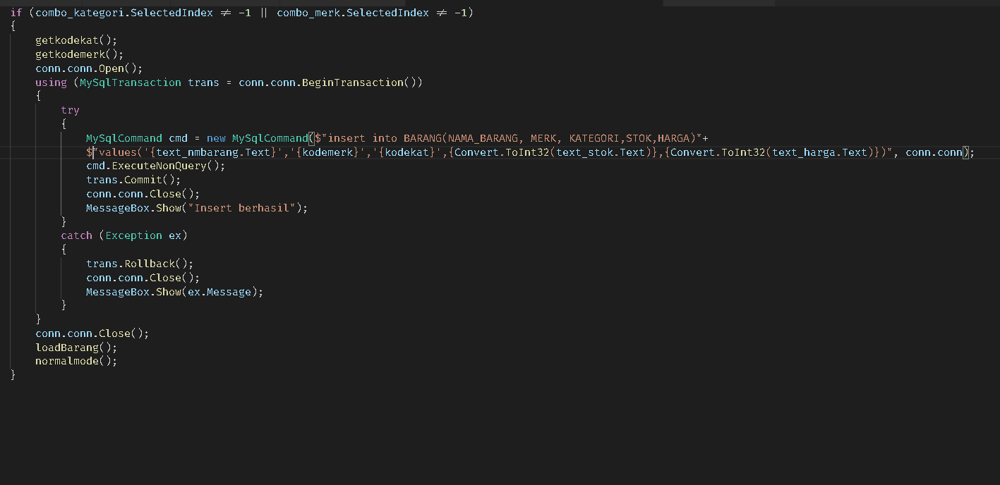 if (combo_kategori.SelectedIndex ≠ -1 || combo_merk.SelectedIndex ≠ -1)
{
getkodekat();
getkodemerk();
conn.conn.Open();
using (MySqlTransaction trans = conn.conn.BeginTransaction())
{
try
{
MySqlCommand cmd = new MySqlCommand($"insert into BARANG(NAMA_BARANG, MERK, KATEGORI,STOK,HARGA)"+
$"values('{text_nmbarang.Text}','{kodemerk}','{kodekat}',{Convert.ToInt32(text_stok.Text)},{Convert.ToInt32(text_harga.Text)})", conn.conn);
cmd.ExecuteNonQuery();
trans.Commit();
conn.conn.Close();
MessageBox.Show("Insert berhasil");
}
catch (Exception ex)
{
trans.Rollback();
conn.conn.Close();
MessageBox.Show(ex.Message);
}
}
conn.conn.Close();
loadBarang();
normalmode();
}